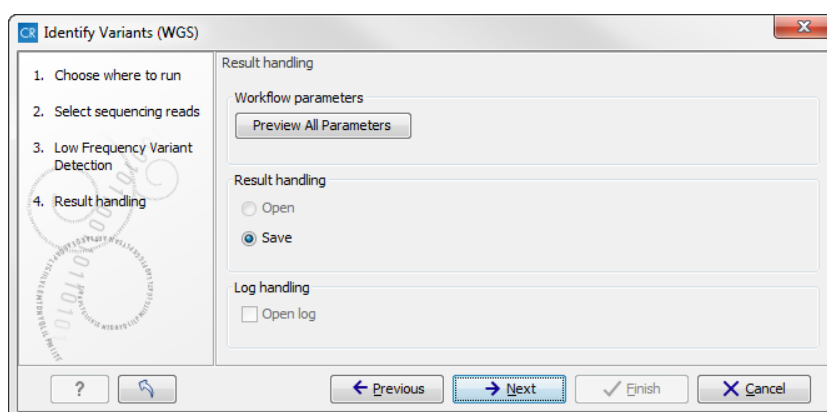 CR Identify Variants (WGS)
X
1. Choose where to run
2. Select sequencing reads
3. Low Frequency Variant
Detection
4. Result handling
Result handling
Workflow parameters
Preview All Parameters
Result handling
Open
Save
Log handling
Open log
?
Previous
Next
Finish
Cancel